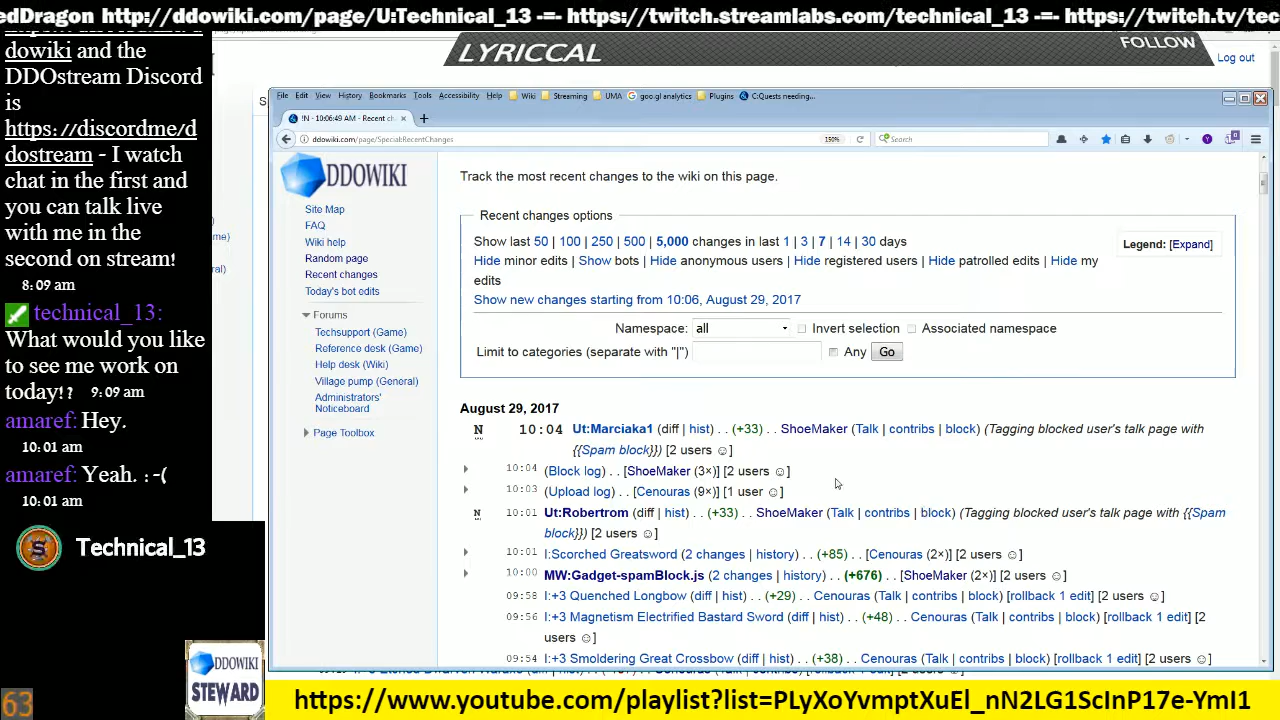 edDragon http://ddowiki.com/page/U:Technical_13 -=- https://twitch.streamlabs.com/technical_13 -=- https://twitch.tv/tec
dowiki and the
DDOstream Discord
is
https://discordme/d
dostream - I watch
chat in the first and
you can talk live
with me in the
second on stream!
8:09 am
technical_13:
What would you like
to see me work on
today!? 9:09 am
amaref: Hey.
10:01 am
amaref: Yeah. :-(
10:01 am
Technical_13
DDOWIKI
STEWARD
63
LYRICCAL
FOLLOW
Log out
File Edit View History Bookmarks Tools Accessibility Help Wiki Streaming UMA goo.gl analytics Plugins C:Quests needing...
!N - 10:06:49 AM - Recent ch
ddowiki.com/page/Special:RecentChanges 150% Search
DDOWIKI
Site Map
FAQ
Wiki help
Random page
Recent changes
Today's bot edits
Forums
Techsupport (Game)
Reference desk (Game)
Help desk (Wiki)
Village pump (General)
Administrators'
Noticeboard
Page Toolbox
Track the most recent changes to the wiki on this page.
Recent changes options
Show last 50 | 100 | 250 | 500 | 5,000 changes in last 1 | 3 | 7 | 14 | 30 days
Legend: [Expand]
Hide minor edits | Show bots | Hide anonymous users | Hide registered users | Hide patrolled edits | Hide my
edits
Show new changes starting from 10:06, August 29, 2017
Namespace: all Invert selection Associated namespace
Limit to categories (separate with "|") Any Go
August 29, 2017
N 10:04 Ut:Marciaka1 (diff | hist) . . (+33) . . ShoeMaker (Talk | contribs | block) (Tagging blocked user's talk page with
{{Spam block}}) [2 users ☺]
10:04 (Block log) . . [ShoeMaker (3×)] [2 users ☺]
10:03 (Upload log) . . [Cenouras (9×)] [1 user ☺]
N 10:01 Ut:Robertrom (diff | hist) . . (+33) . . ShoeMaker (Talk | contribs | block) (Tagging blocked user's talk page with {{Spam
block}}) [2 users ☺]
10:01 I:Scorched Greatsword (2 changes | history) . . (+85) . . [Cenouras (2×)] [2 users ☺]
10:00 MW:Gadget-spamBlock.js (2 changes | history) . . (+676) . . [ShoeMaker (2×)] [2 users ☺]
09:58 I:+3 Quenched Longbow (diff | hist) . . (+29) . . Cenouras (Talk | contribs | block) [rollback 1 edit] [2 users ☺]
09:56 I:+3 Magnetism Electrified Bastard Sword (diff | hist) . . (+48) . . Cenouras (Talk | contribs | block) [rollback 1 edit] [2
users ☺]
09:54 I:+3 Smoldering Great Crossbow (diff | hist) . . (+38) . . Cenouras (Talk | contribs | block) [rollback 1 edit] [2 users ☺]
https://www.youtube.com/playlist?list=PLyXoYvmptXuEl_nN2LG1ScInP17e-YmI1